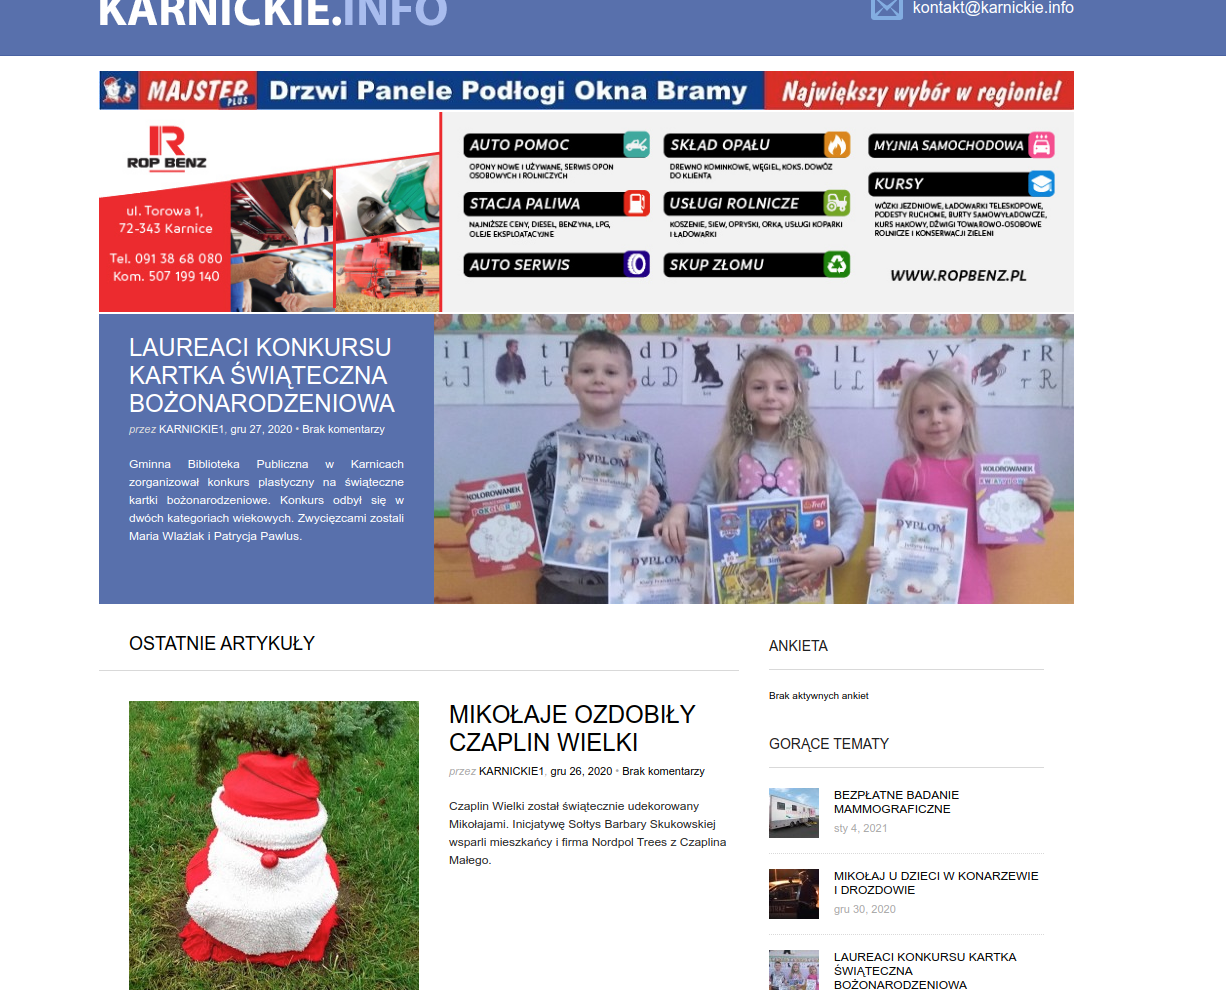 KARNICKIE.INFO
kontakt@karnickie.info
MAJSTER PLUS Drzwi Panele Podłogi Okna Bramy Największy wybór w regionie!
R
ROP BENZ
ul. Torowa 1,
72-343 Karnice
Tel. 091 38 68 080
Kom. 507 199 140
AUTO POMOC
OPONY NOWE I UŻYWANE, SERWIS OPON
OSOBOWYCH I ROLNICZYCH
STACJA PALIWA
NAJNIŻSZE CENY, DIESEL, BENZYNA, LPG,
OLEJE EKSPLOATACYJNE
AUTO SERWIS
SKŁAD OPAŁU
DREWNO KOMINKOWE, WĘGIEL, KOKS. DOWÓZ
DO KLIENTA
USŁUGI ROLNICZE
KOSZENIE, SIEW, OPRYSKI, ORKA, USŁUGI KOPARKI
I ŁADOWARKI
SKUP ZŁOMU
MYJNIA SAMOCHODOWA
KURSY
WÓZKI JEZDNIOWE, ŁADOWARKI TELESKOPOWE,
PODESTY RUCHOME, BURTY SAMOWYŁADOWCZE,
KURS HAKOWY, DŹWIGI TOWAROWO-OSOBOWE
ROLNICZE I KONSERWACJI ZIELENI
WWW.ROPBENZ.PL
LAUREACI KONKURSU
KARTKA ŚWIĄTECZNA
BOŻONARODZENIOWA
przez KARNICKIE1, gru 27, 2020 • Brak komentarzy
Gminna Biblioteka Publiczna w Karnicach
zorganizował konkurs plastyczny na świąteczne
kartki bożonarodzeniowe. Konkurs odbył się w
dwóch kategoriach wiekowych. Zwycięzcami zostali
Maria Wlaźlak i Patrycja Pawlus.
i I t T d D k l L y Y r R
KOLOROWANEK
DYPLOM
Trefl
DYPLOM
DYPLOM
KOLOROWANEK
OSTATNIE ARTYKUŁY
MIKOŁAJE OZDOBIŁY
CZAPLIN WIELKI
przez KARNICKIE1, gru 26, 2020 • Brak komentarzy
Czaplin Wielki został świątecznie udekorowany
Mikołajami. Inicjatywę Sołtys Barbary Skukowskiej
wsparli mieszkańcy i firma Nordpol Trees z Czaplina
Małego.
ANKIETA
Brak aktywnych ankiet
GORĄCE TEMATY
BEZPŁATNE BADANIE
MAMMOGRAFICZNE
sty 4, 2021
MIKOŁAJ U DZIECI W KONARZEWIE
I DROZDOWIE
gru 30, 2020
LAUREACI KONKURSU KARTKA
ŚWIĄTECZNA
BOŻONARODZENIOWA